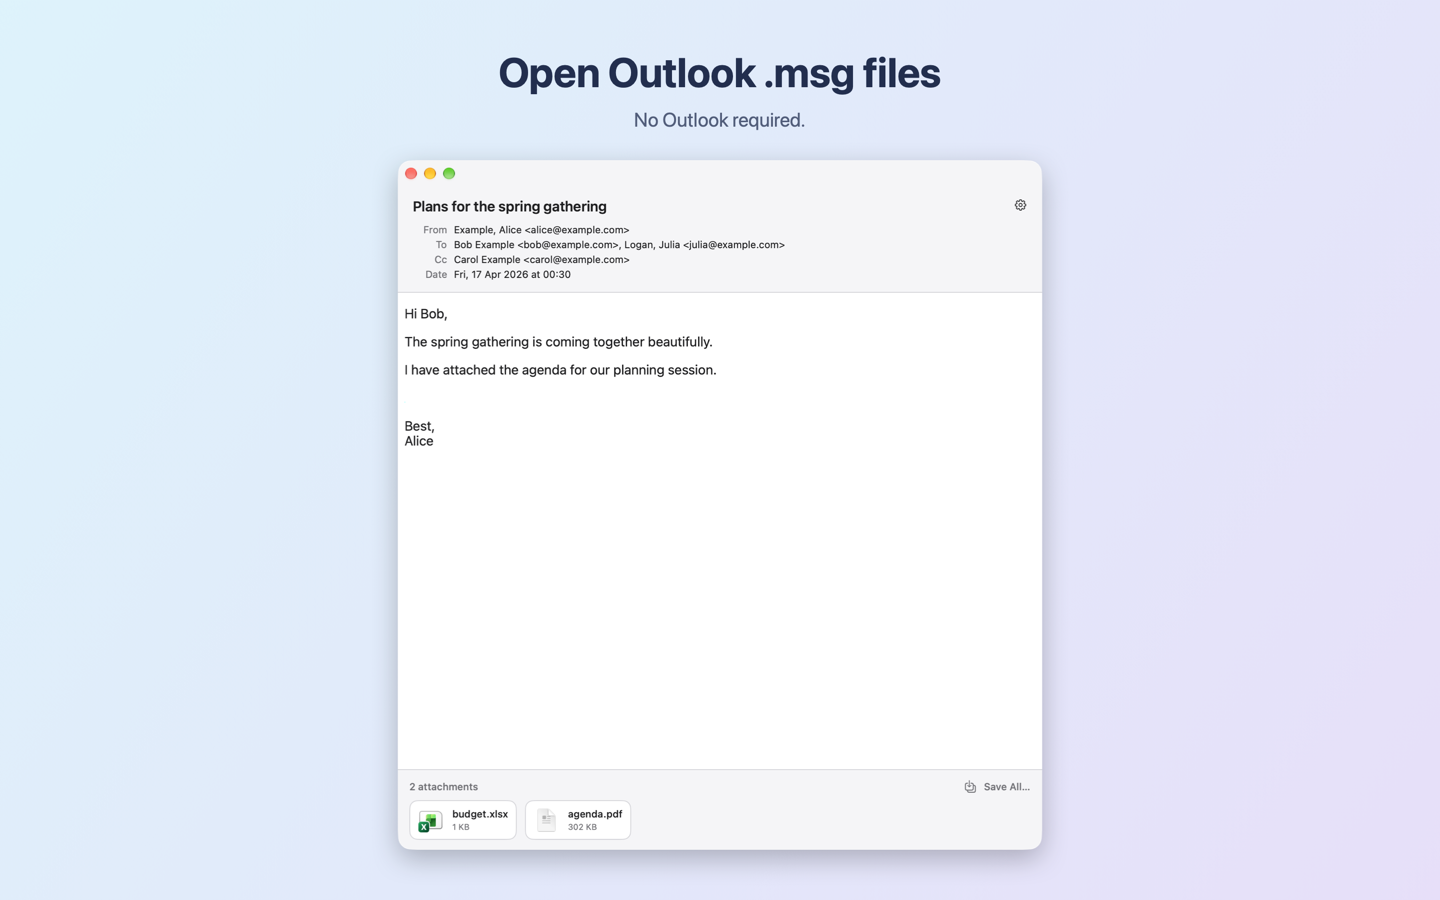 Open Outlook .msg files
No Outlook required.
Plans for the spring gathering
From Example, Alice <alice@example.com>
To Bob Example <bob@example.com>, Logan, Julia <julia@example.com>
Cc Carol Example <carol@example.com>
Date Fri, 17 Apr 2026 at 00:30
Hi Bob,
The spring gathering is coming together beautifully.
I have attached the agenda for our planning session.
Best,
Alice
2 attachments
Save All...
budget.xlsx
1 KB
agenda.pdf
302 KB